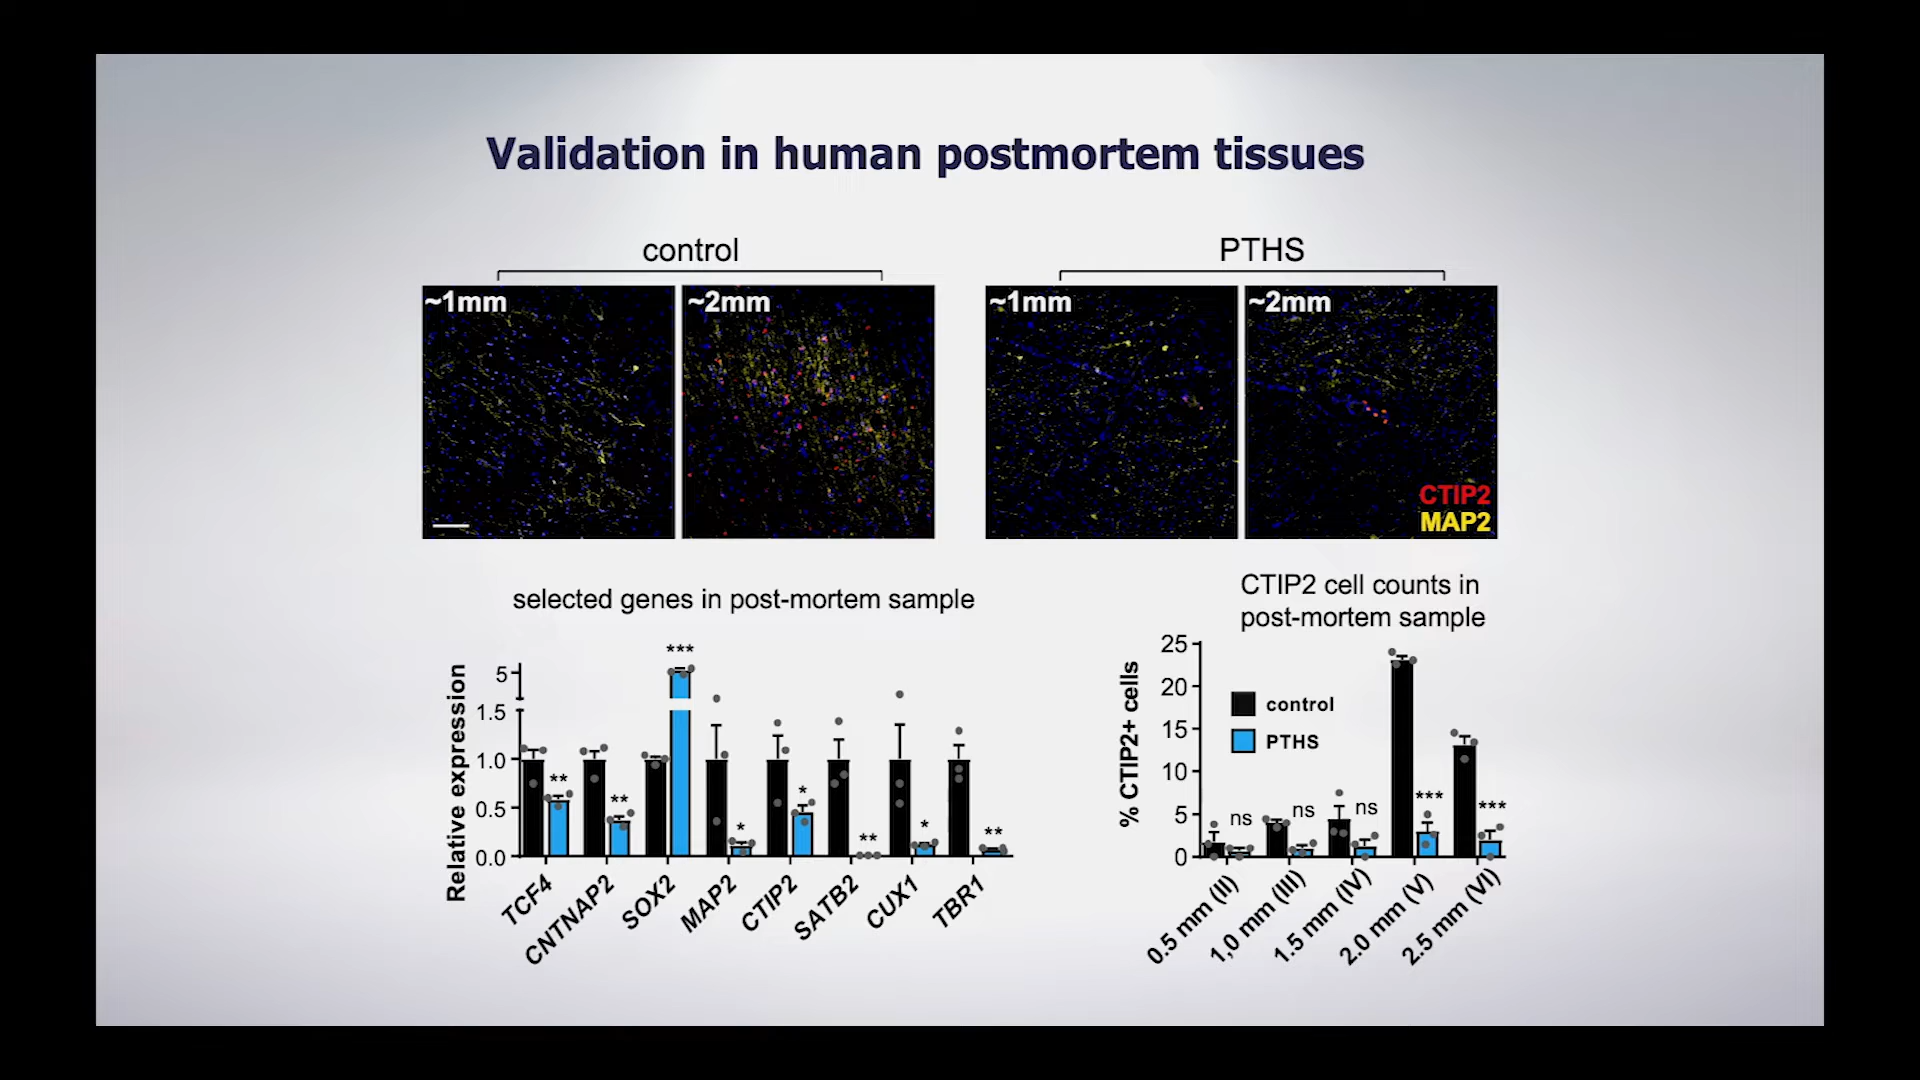 Validation in human postmortem tissues
control
PTHS
~1mm
~2mm
~1mm
~2mm
CTIP2
MAP2
selected genes in post-mortem sample
Relative expression
5
1.5
1.0
0.5
0.0
** ** *** * * ** * **
TCF4
CNTNAP2
SOX2
MAP2
CTIP2
SATB2
CUX1
TBR1
CTIP2 cell counts in
post-mortem sample
% CTIP2+ cells
25
20
15
10
5
0
control
PTHS
ns ns ns *** ***
0.5 mm (II)
1,0 mm (III)
1.5 mm (IV)
2.0 mm (V)
2.5 mm (VI)